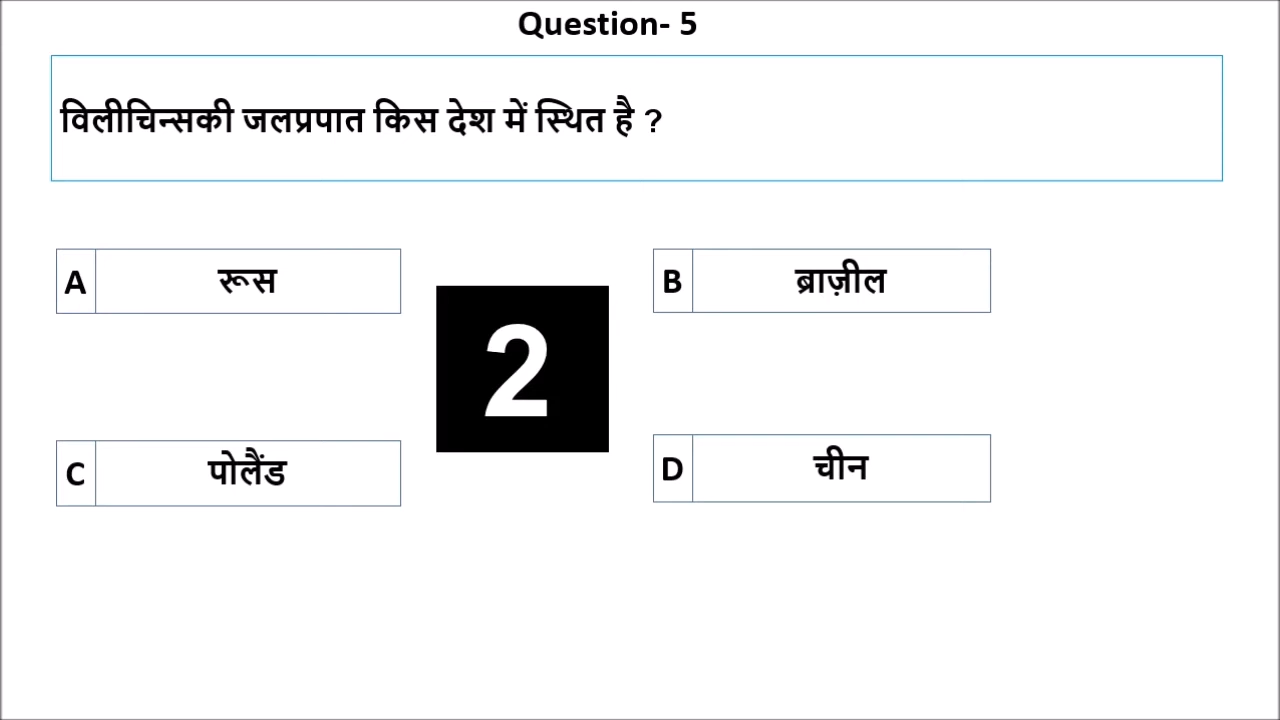 Question- 5
विलीचिन्सकी जलप्रपात किस देश में स्थित है ?
A रूस
B ब्राज़ील
2
C पोलैंड
D चीन